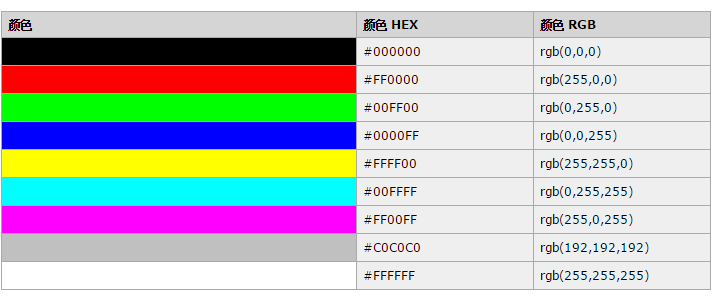 颜色 颜色 HEX 颜色 RGB
#000000 rgb(0,0,0)
#FF0000 rgb(255,0,0)
#00FF00 rgb(0,255,0)
#0000FF rgb(0,0,255)
#FFFF00 rgb(255,255,0)
#00FFFF rgb(0,255,255)
#FF00FF rgb(255,0,255)
#C0C0C0 rgb(192,192,192)
#FFFFFF rgb(255,255,255)